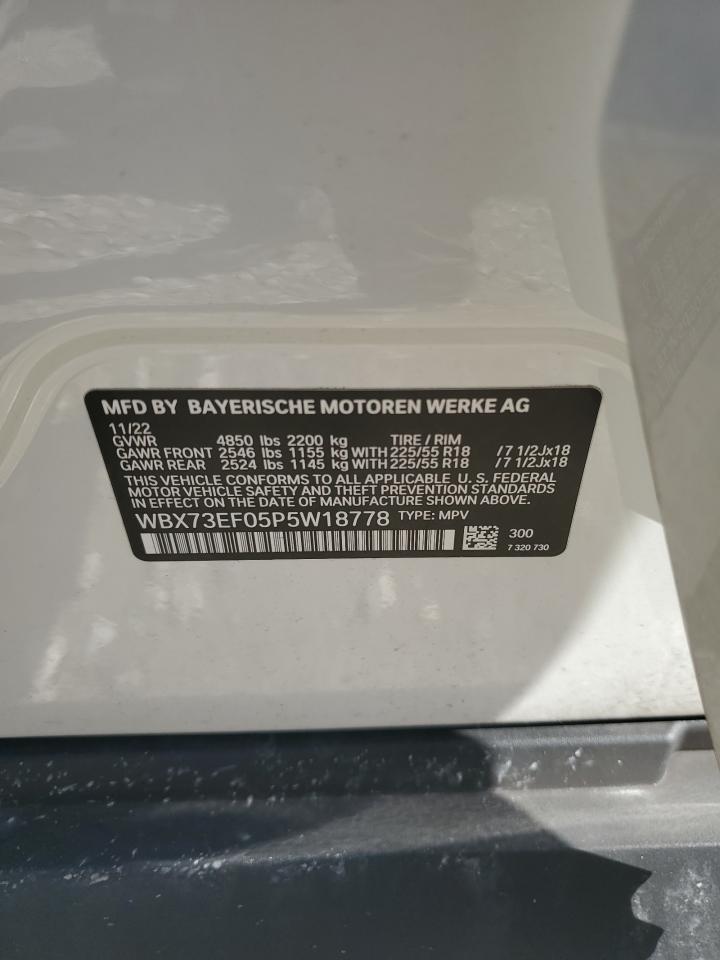 MFD BY BAYERISCHE MOTOREN WERKE AG
11/22
GVWR 4850 lbs 2200 kg TIRE / RIM
GAWR FRONT 2546 lbs 1155 kg WITH 225/55 R18 /7 1/2Jx18
GAWR REAR 2524 lbs 1145 kg WITH 225/55 R18 /7 1/2Jx18
THIS VEHICLE CONFORMS TO ALL APPLICABLE U. S. FEDERAL
MOTOR VEHICLE SAFETY AND THEFT PREVENTION STANDARDS
IN EFFECT ON THE DATE OF MANUFACTURE SHOWN ABOVE.
WBX73EF05P5W18778 TYPE: MPV
300
7 320 730